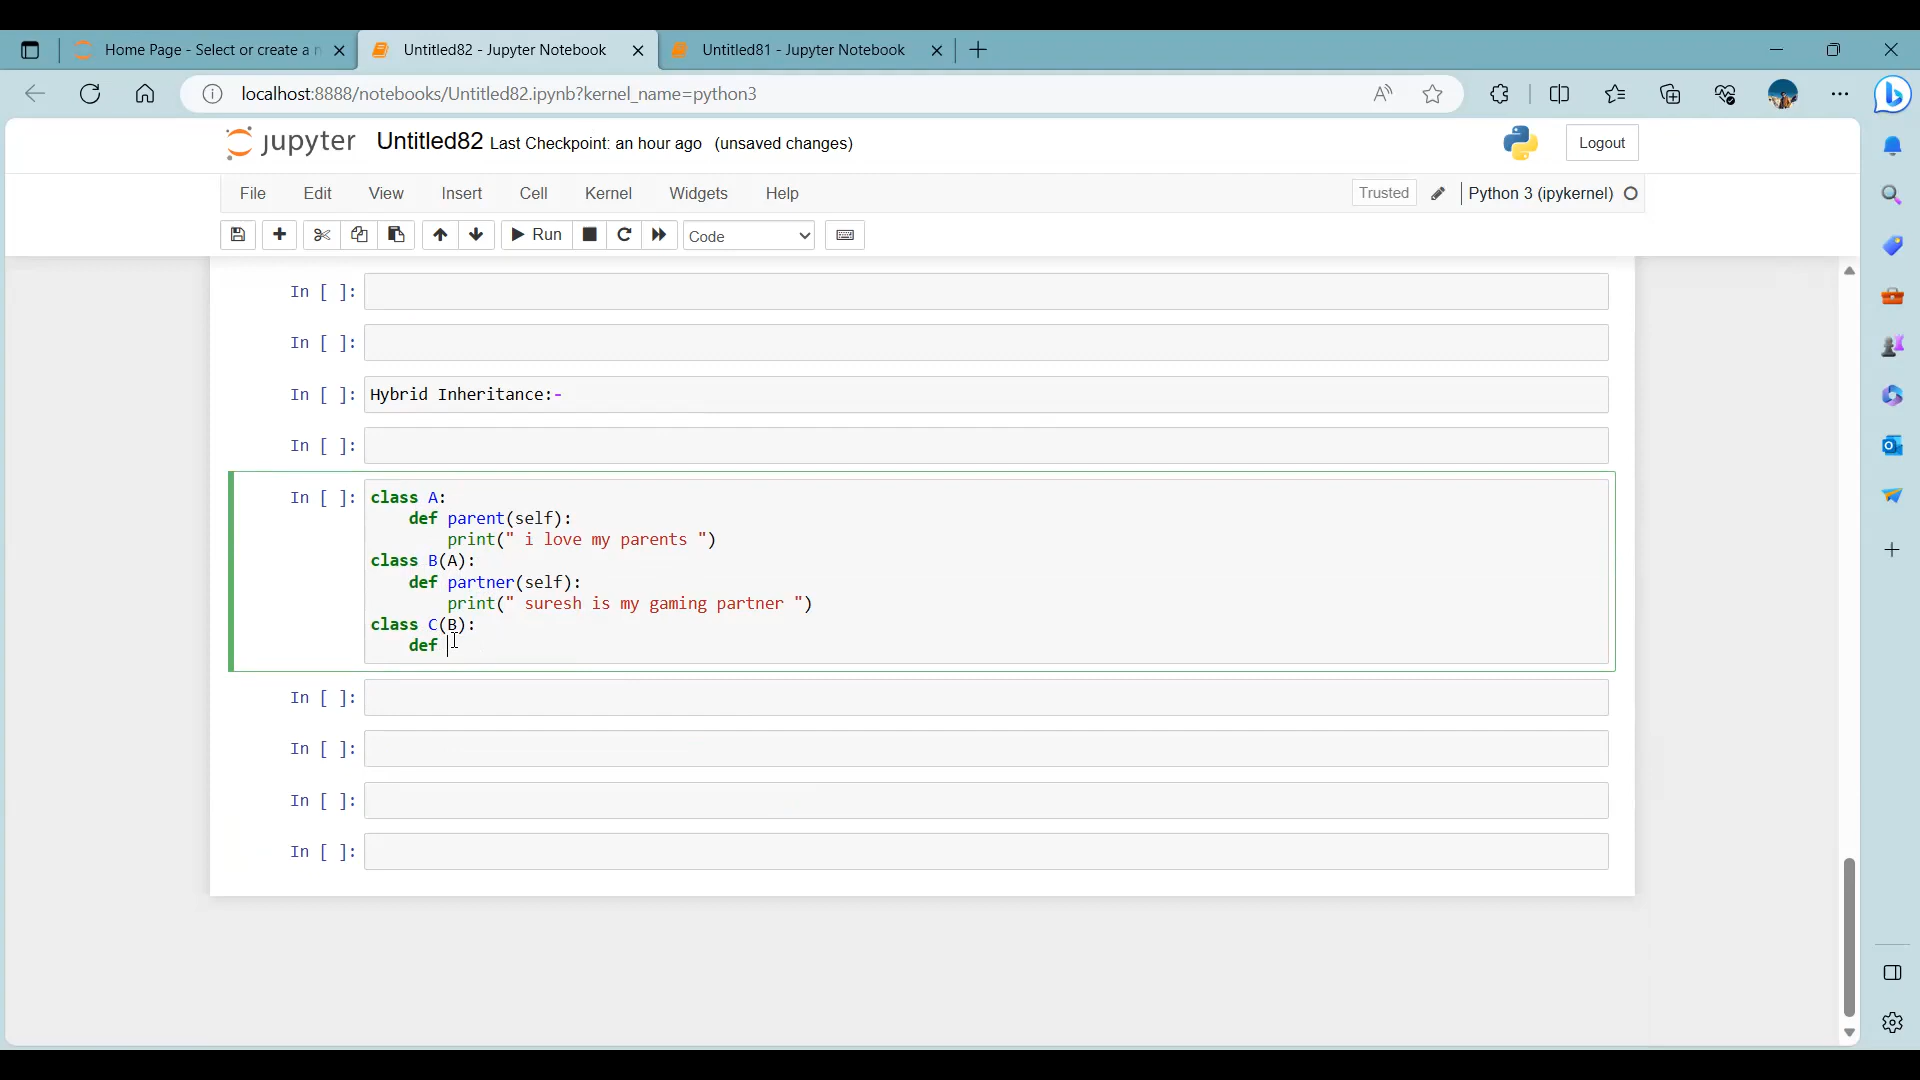 Home Page - Select or create a n
Untitled82 - Jupyter Notebook
Untitled81 - Jupyter Notebook
localhost:8888/notebooks/Untitled82.ipynb?kernel_name=python3
jupyter Untitled82 Last Checkpoint: an hour ago (unsaved changes)
Logout
File Edit View Insert Cell Kernel Widgets Help
Trusted
Python 3 (ipykernel)
Run
Code
In [ ]:
In [ ]:
In [ ]: Hybrid Inheritance:-
In [ ]:
In [ ]: class A:
def parent(self):
print(" i love my parents ")
class B(A):
def partner(self):
print(" suresh is my gaming partner ")
class C(B):
def
In [ ]:
In [ ]:
In [ ]:
In [ ]: